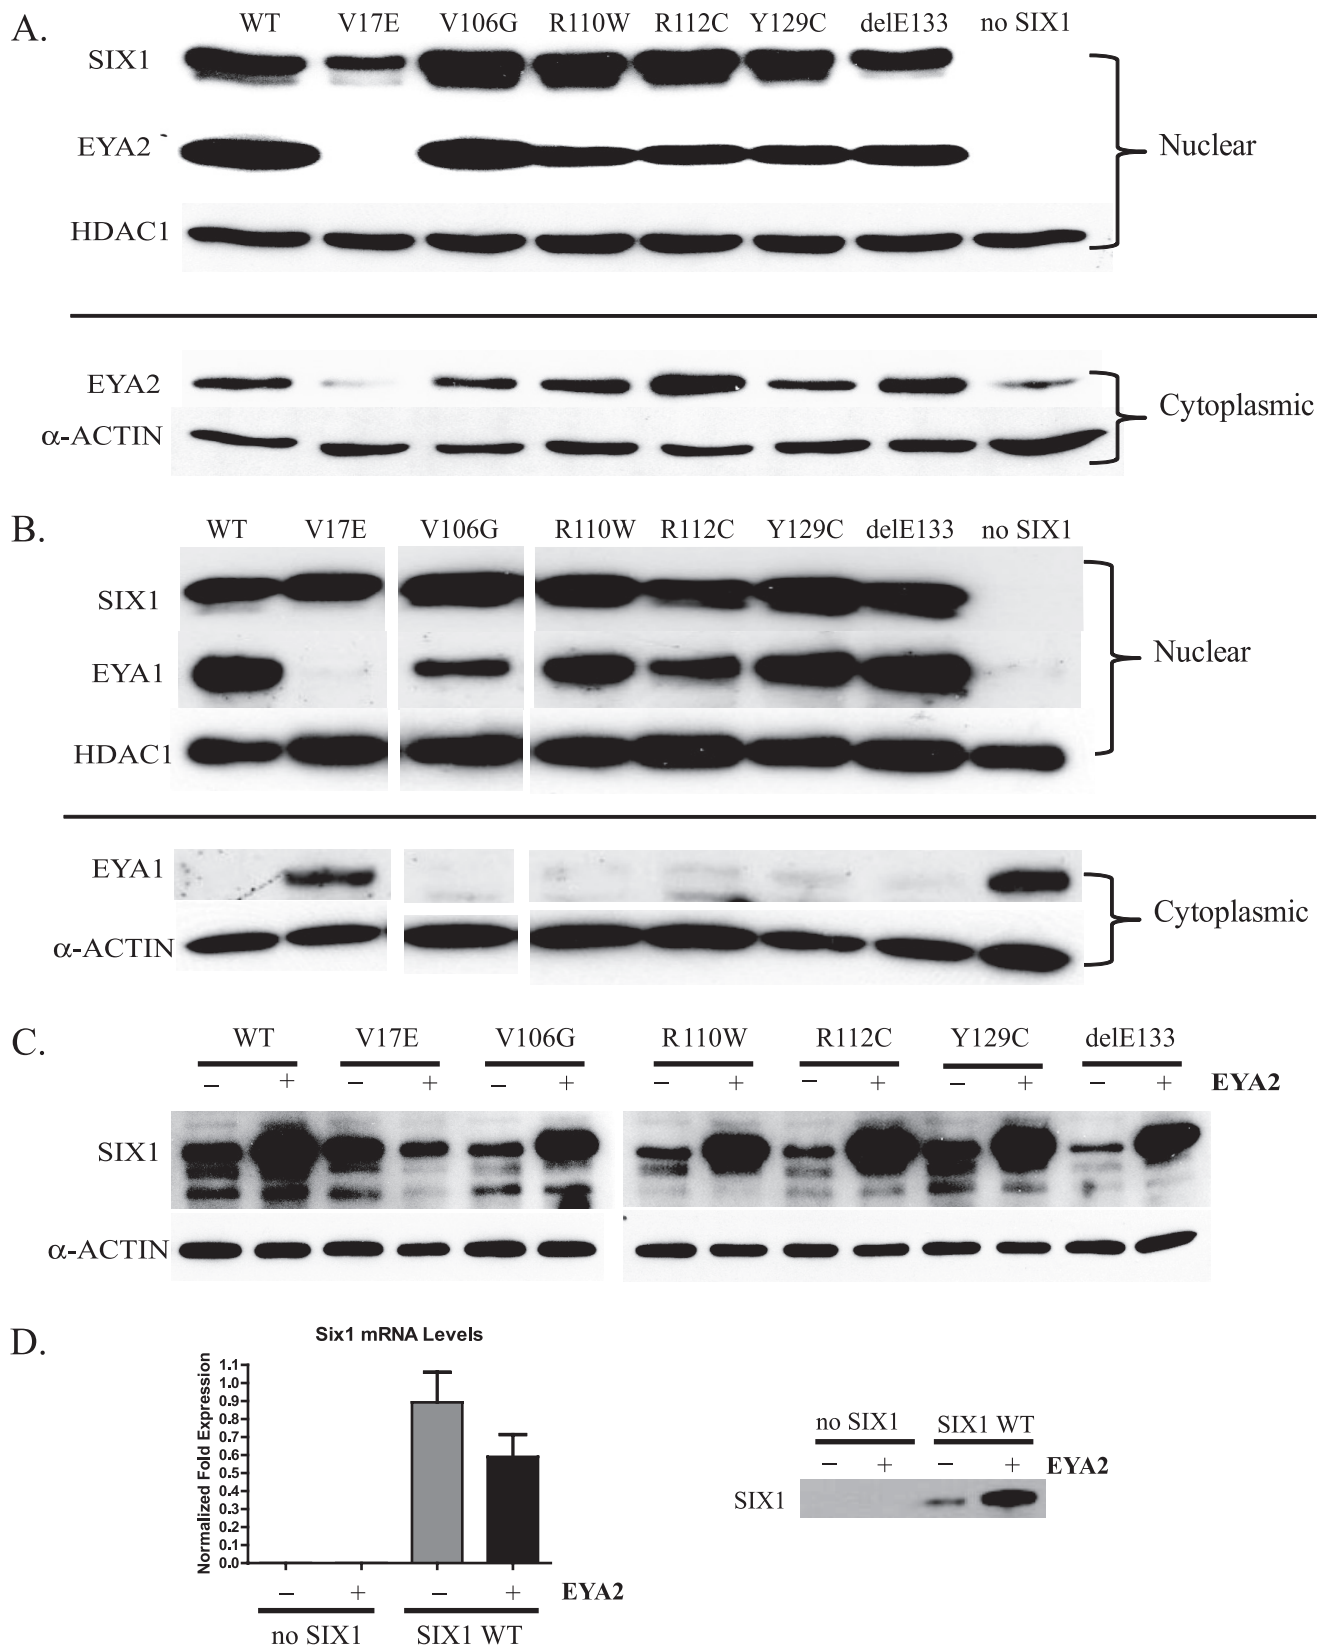 A.
WT V17E V106G R110W R112C Y129C delE133 no SIX1
SIX1
EYA2
Nuclear
HDAC1
EYA2
Cytoplasmic
α-ACTIN
B.
WT V17E V106G R110W R112C Y129C delE133 no SIX1
SIX1
EYA1
Nuclear
HDAC1
EYA1
Cytoplasmic
α-ACTIN
C.
WT V17E V106G R110W R112C Y129C delE133
– + – + – + – + – + – + – + EYA2
SIX1
α-ACTIN
D.
Six1 mRNA Levels
Normalized Fold Expression
1.1
1.0
0.9
0.8
0.7
0.6
0.5
0.4
0.3
0.2
0.1
0.0
– + – + EYA2
no SIX1 SIX1 WT
no SIX1 SIX1 WT
– + – + EYA2
SIX1